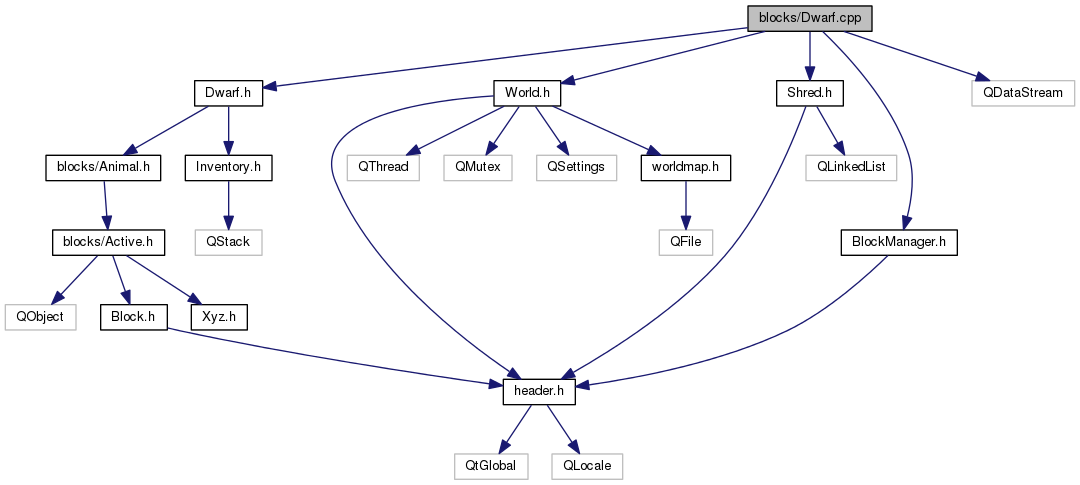 blocks/Dwarf.cpp
Dwarf.h
World.h
Shred.h
QDataStream
blocks/Animal.h
Inventory.h
QThread
QMutex
QSettings
worldmap.h
QLinkedList
blocks/Active.h
QStack
QFile
BlockManager.h
QObject
Block.h
Xyz.h
header.h
QtGlobal
QLocale